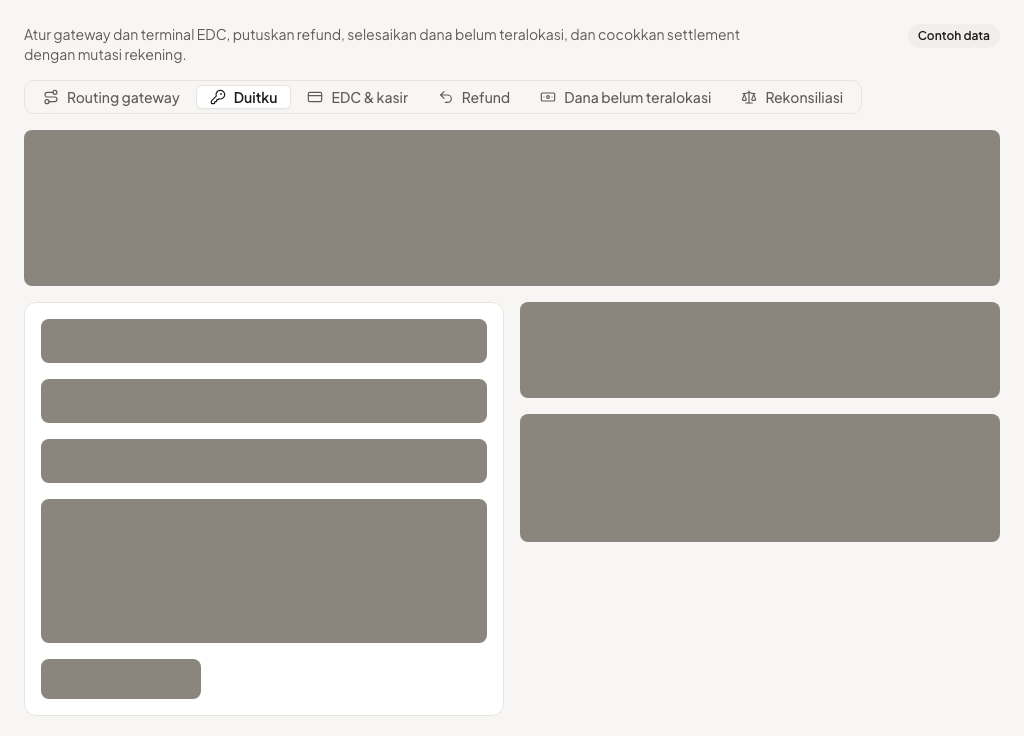 Atur gateway dan terminal EDC, putuskan refund, selesaikan dana belum teralokasi, dan cocokkan settlement
dengan mutasi rekening.
Contoh data
Routing gateway
Duitku
EDC & kasir
Refund
Dana belum teralokasi
Rekonsiliasi